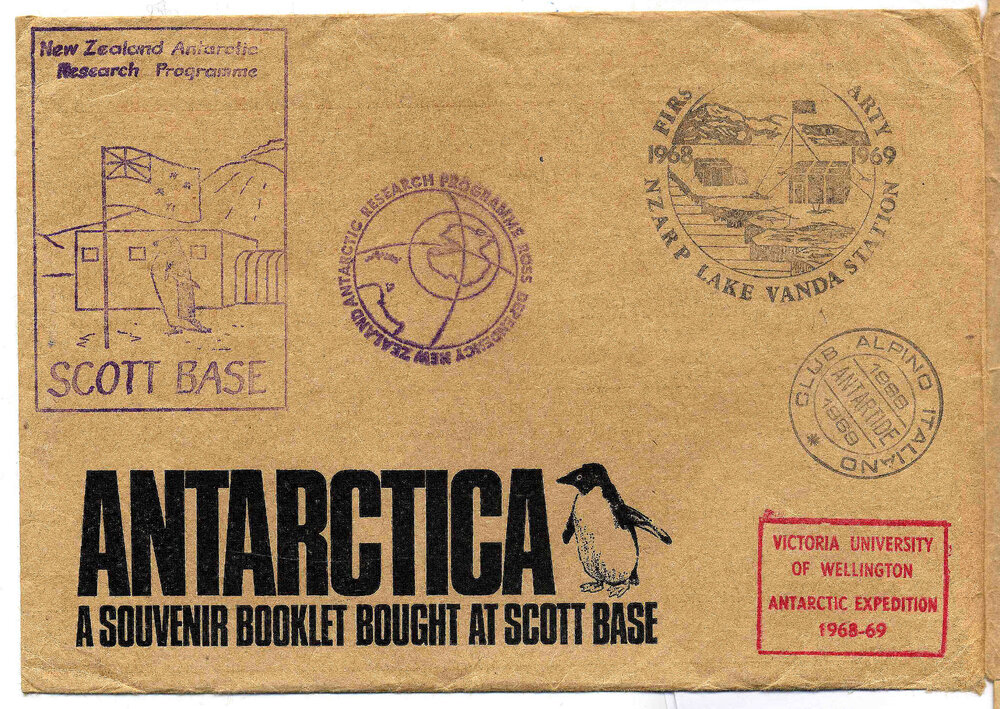 New Zealand Antarctic
Research Programme
SCOTT BASE
NEW ZEALAND ANTARCTIC RESEARCH PROGRAMME ROSS DEPENDENCY
FIRS ARTY
1968 1969
NZARP LAKE VANDA STATION
CLUB ALPINO ITALIANO *
1968
ANTARTIDE
1969
ANTARCTICA
A SOUVENIR BOOKLET BOUGHT AT SCOTT BASE
VICTORIA UNIVERSITY
OF WELLINGTON
ANTARCTIC EXPEDITION
1968-69